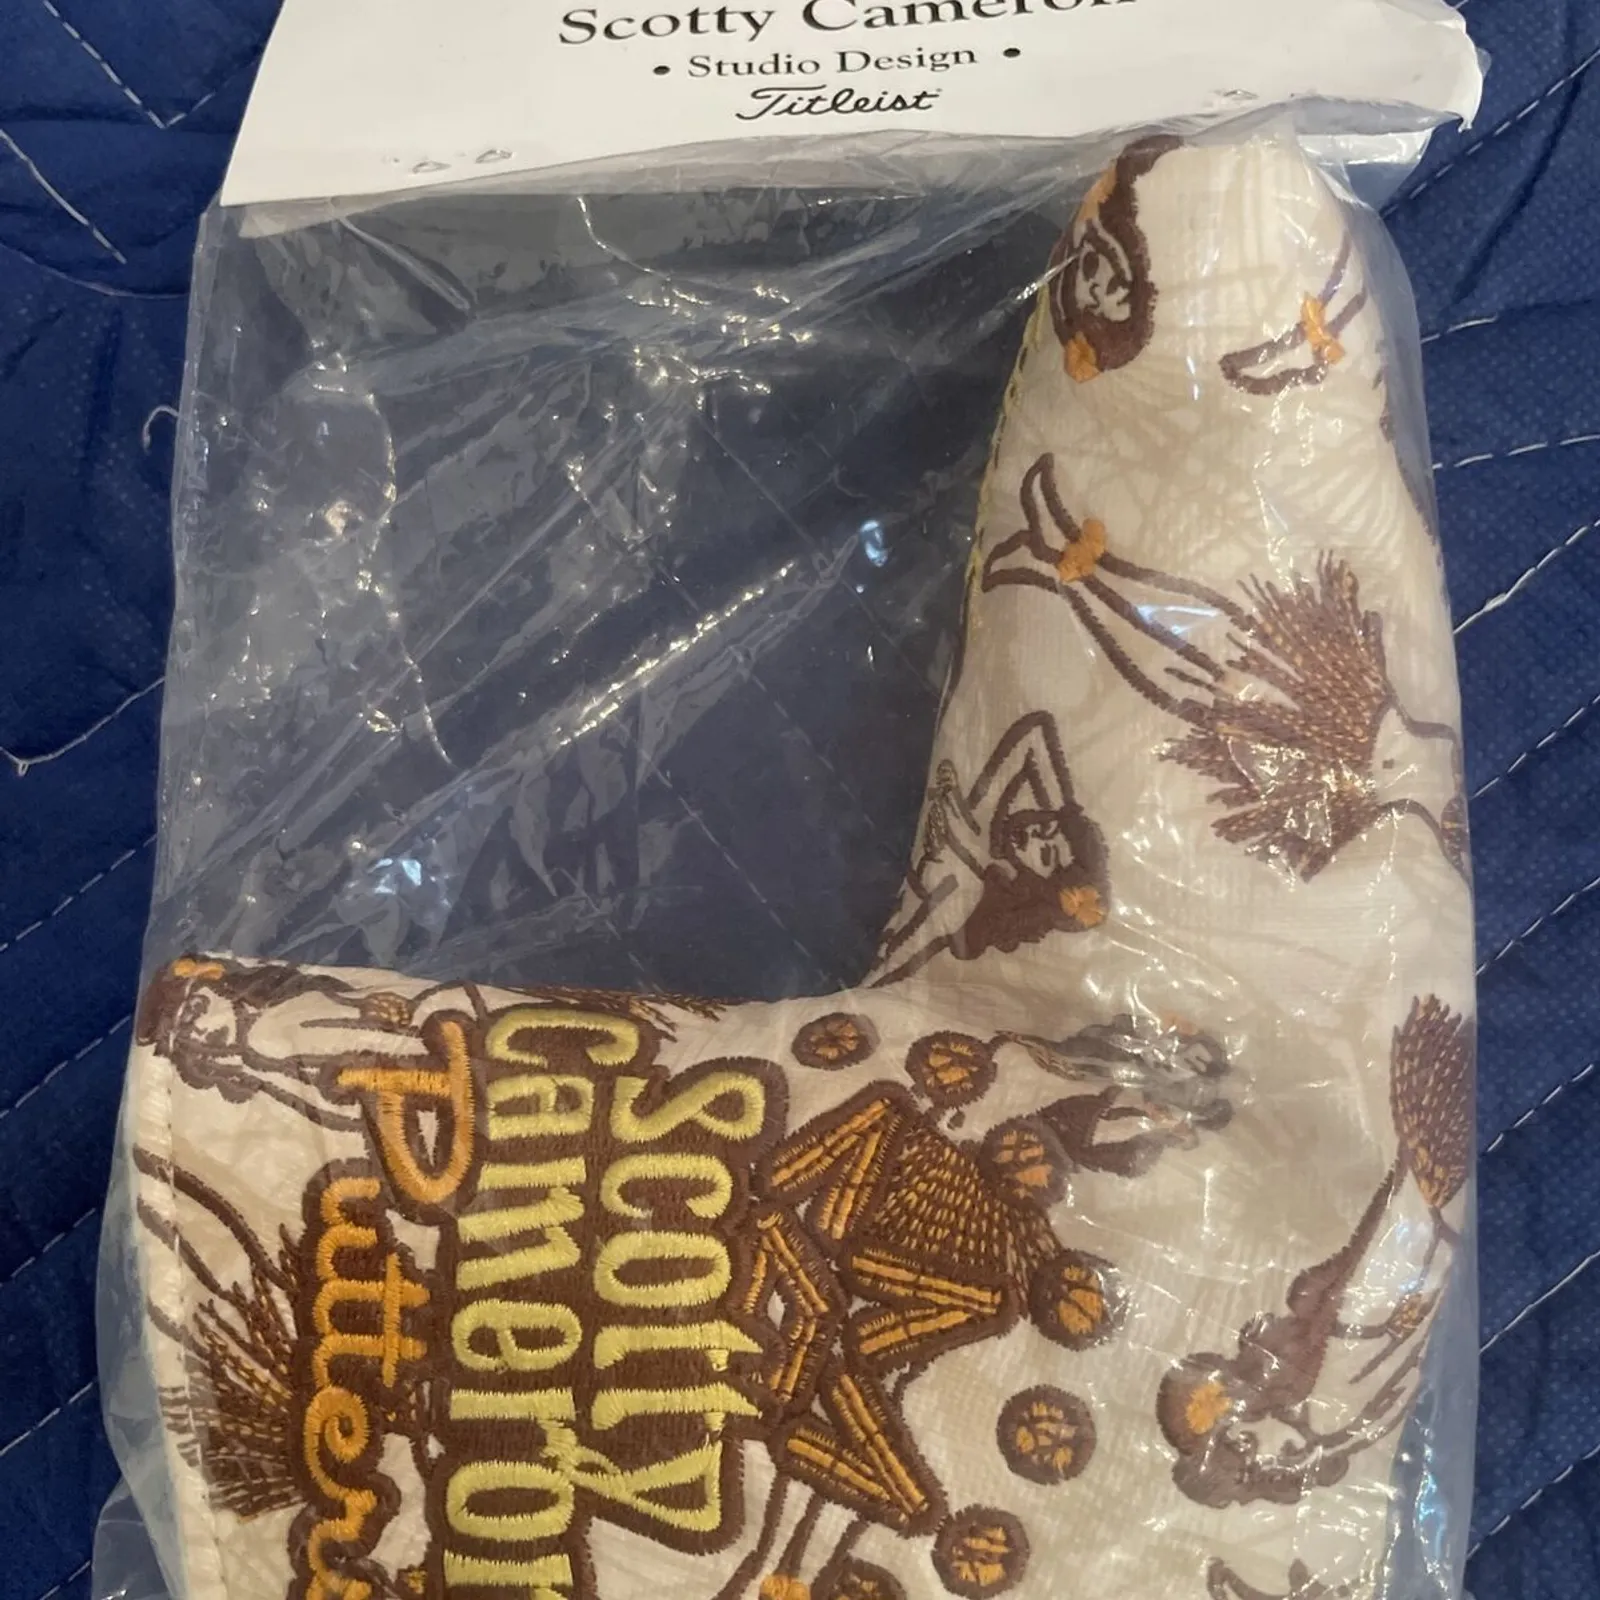 Scotty Cameron
• Studio Design •
Titleist
Scotty
Cameron
Putters